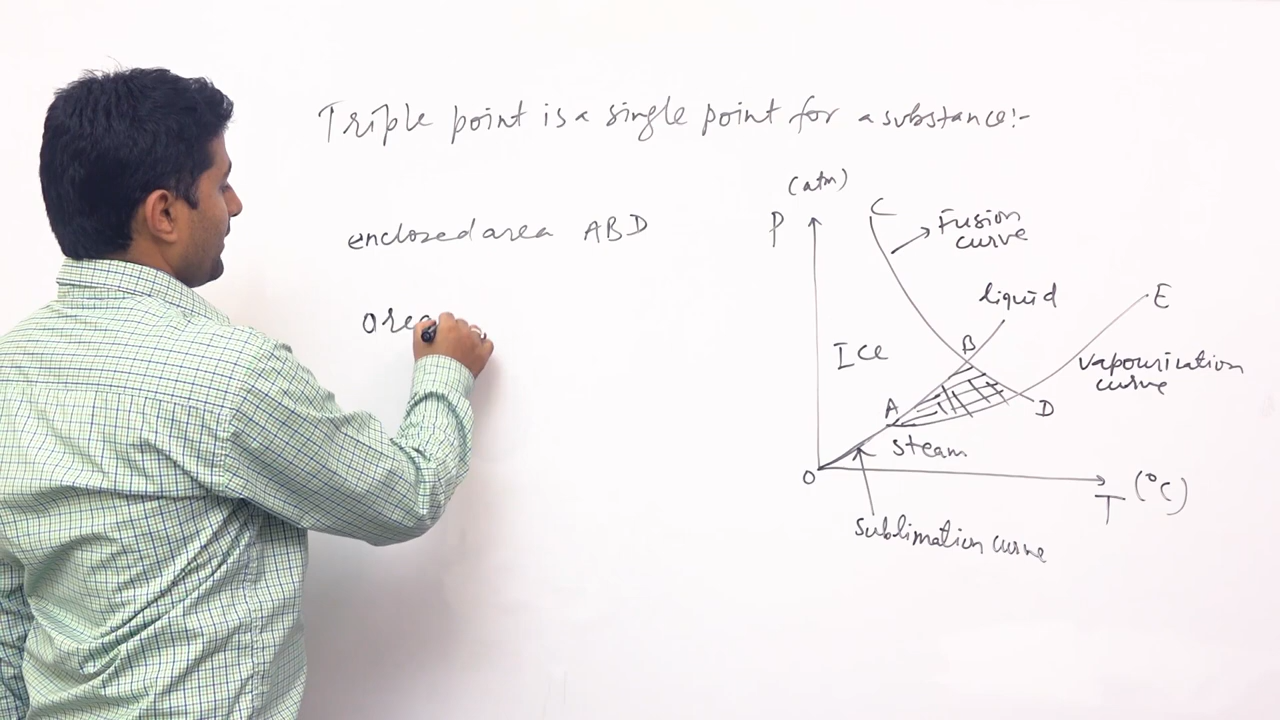 Triple point is a single point for a substance:-
enclosed area ABD
area
(atm)
P
C
Fusion
curve
liquid
E
B
Ice
vapourization
curve
A
D
steam
O
T (°C)
sublimation curve